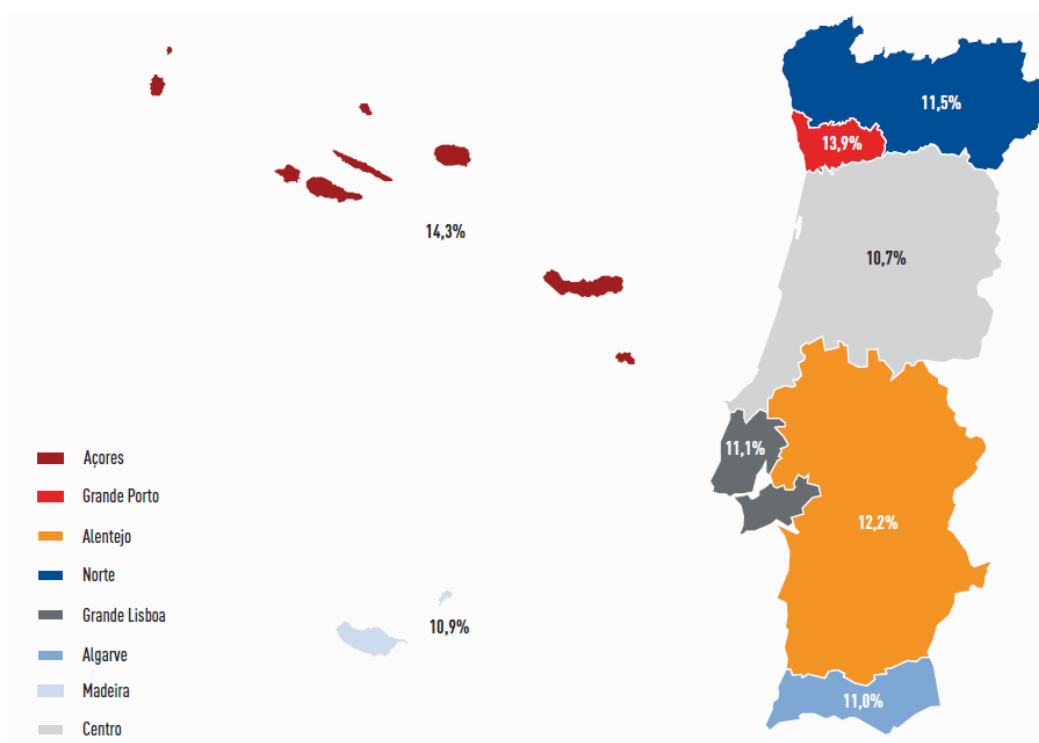 11,5%
13,9%
14,3%
10,7%
11,1%
12,2%
10,9%
11,0%
Açores
Grande Porto
Alentejo
Norte
Grande Lisboa
Algarve
Madeira
Centro